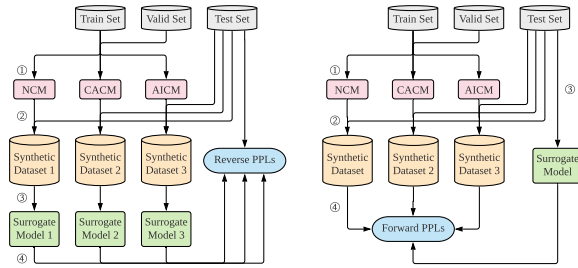 Train Set
Valid Set
Test Set
①
NCM
CACM
AICM
②
Synthetic
Dataset 1
Synthetic
Dataset 2
Synthetic
Dataset 3
Reverse PPLs
③
Surrogate
Model 1
Surrogate
Model 2
Surrogate
Model 3
④
Train Set
Valid Set
Test Set
①
NCM
CACM
AICM
③
②
Synthetic
Dataset
Synthetic
Dataset 2
Synthetic
Dataset 3
Surrogate
Model
④
Forward PPLs